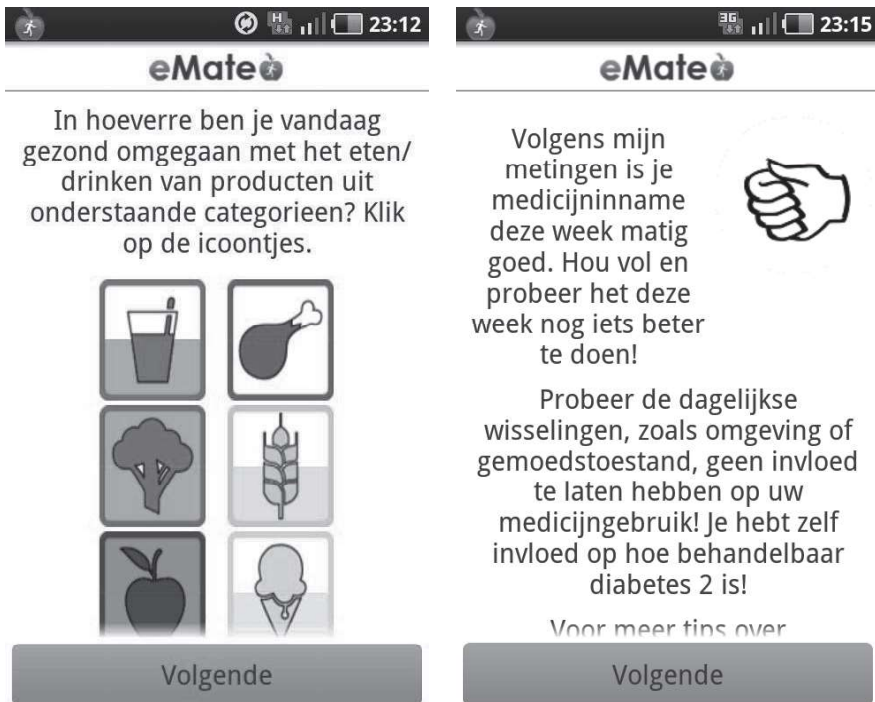 H 23:12
eMate
In hoeverre ben je vandaag
gezond omgegaan met het eten/
drinken van producten uit
onderstaande categorieen? Klik
op de icoontjes.
Volgende
3G 23:15
eMate
Volgens mijn
metingen is je
medicijninname
deze week matig
goed. Hou vol en
probeer het deze
week nog iets beter
te doen!
Probeer de dagelijkse
wisselingen, zoals omgeving of
gemoedstoestand, geen invloed
te laten hebben op uw
medicijngebruik! Je hebt zelf
invloed op hoe behandelbaar
diabetes 2 is!
Voor meer tips over
Volgende